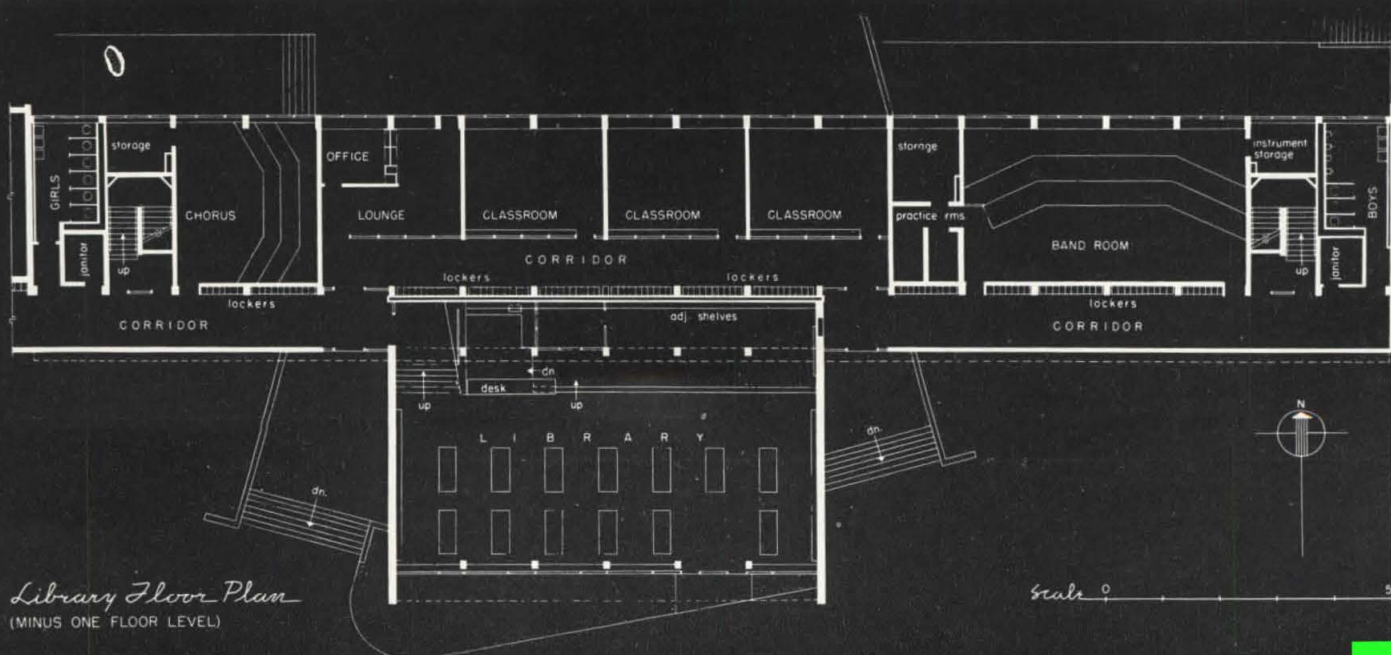 storage
OFFICE
storage
instrument
storage
GIRLS
CHORUS
LOUNGE
CLASSROOM
CLASSROOM
CLASSROOM
practice rms
BAND ROOM
BOYS
janitor
up
CORRIDOR
lockers
lockers
up
janitor
lockers
lockers
CORRIDOR
adj. shelves
CORRIDOR
dn
desk
up
up
N
LIBRARY
dn.
dn.
Library Floor Plan
(MINUS ONE FLOOR LEVEL)
Scale 0